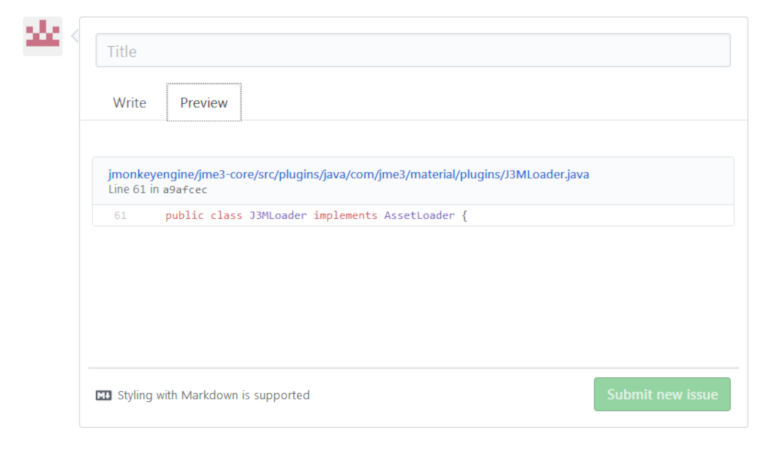 Title
Write Preview
jmonkeyengine/jme3-core/src/plugins/java/com/jme3/material/plugins/J3MLoader.java
Line 61 in a9afcec
61 public class J3MLoader implements AssetLoader {
Styling with Markdown is supported
Submit new issue